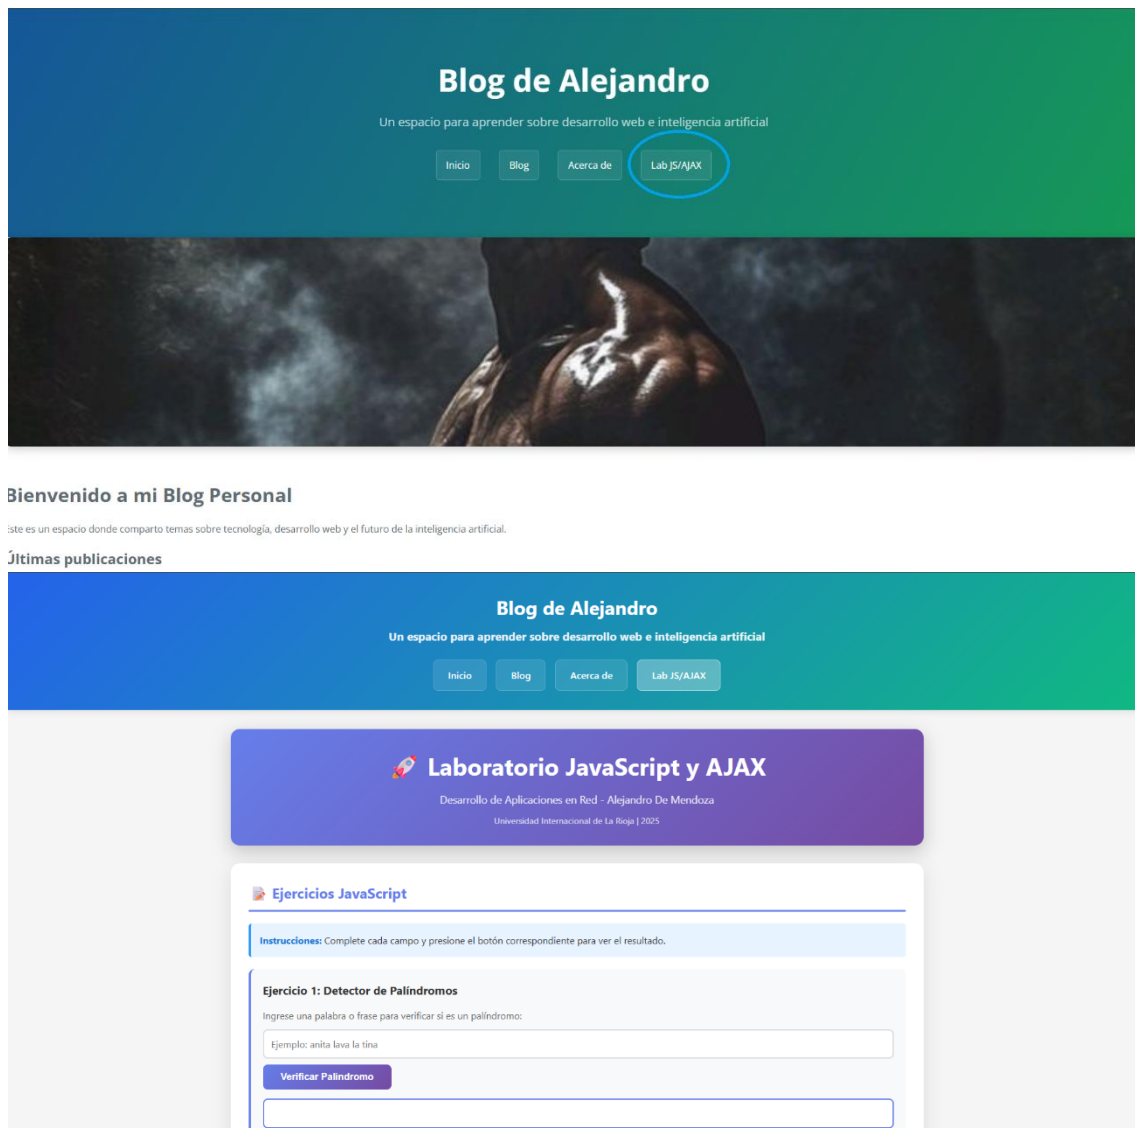 Blog de Alejandro
Un espacio para aprender sobre desarrollo web e inteligencia artificial
Inicio Blog Acerca de Lab JS/AJAX
Bienvenido a mi Blog Personal
Este es un espacio donde comparto temas sobre tecnología, desarrollo web y el futuro de la inteligencia artificial.
Últimas publicaciones
Blog de Alejandro
Un espacio para aprender sobre desarrollo web e inteligencia artificial
Inicio Blog Acerca de Lab JS/AJAX
🚀 Laboratorio JavaScript y AJAX
Desarrollo de Aplicaciones en Red - Alejandro De Mendoza
Universidad Internacional de La Rioja | 2025
📝 Ejercicios JavaScript
Instrucciones: Complete cada campo y presione el botón correspondiente para ver el resultado.
Ejercicio 1: Detector de Palíndromos
Ingrese una palabra o frase para verificar si es un palíndromo:
Ejemplo: anita lava la tina
Verificar Palíndromo